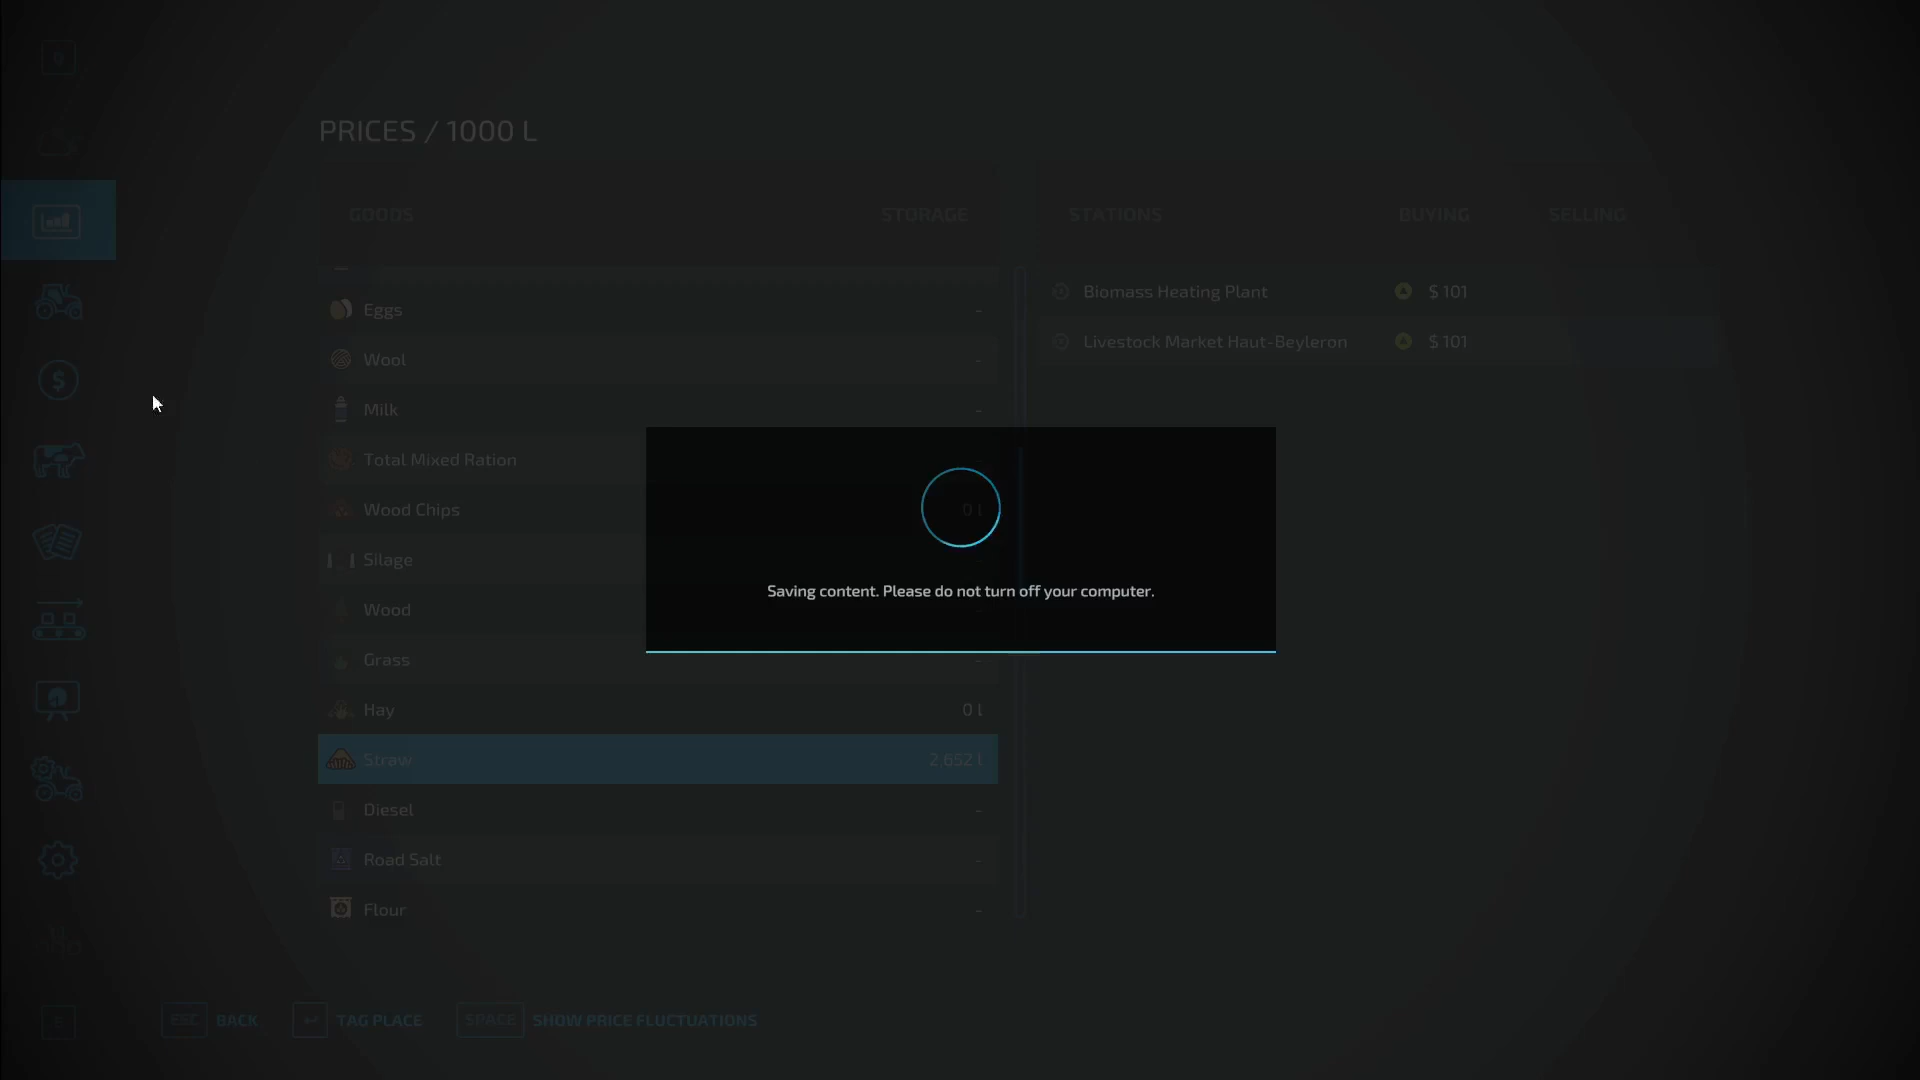 Q
PRICES / 1000 L
GOODS STORAGE
STATIONS BUYING SELLING
Eggs -
Wool -
Milk -
Total Mixed Ration
Wood Chips 0 l
Silage
Wood
Grass -
Hay 0 l
Straw 2,652 l
Diesel -
Road Salt -
Flour -
Biomass Heating Plant $ 101
Livestock Market Haut-Beyleron $ 101
Saving content. Please do not turn off your computer.
E
ESC BACK TAG PLACE SPACE SHOW PRICE FLUCTUATIONS